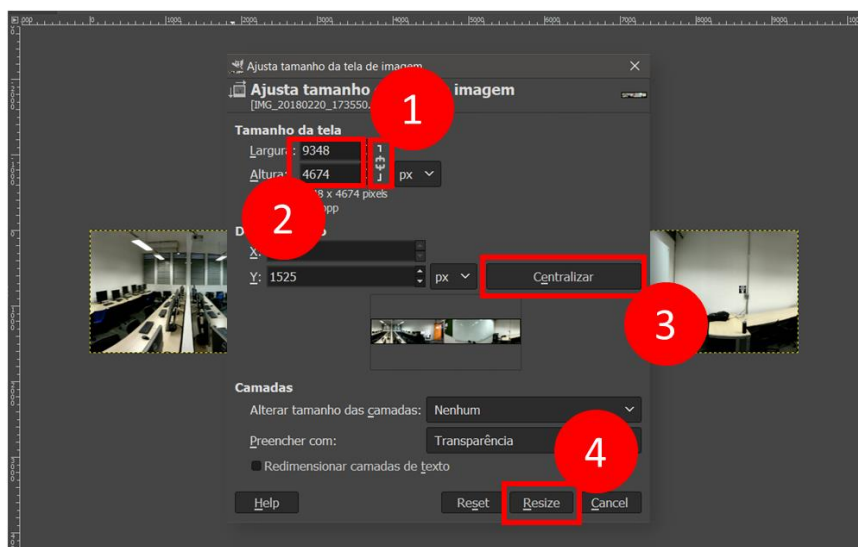 Ajusta tamanho da tela de imagem
Ajusta tamanho imagem
[IMG_20180220_173550.
1
Tamanho da tela
Largura: 9348
Altura: 4674 px
x 4674 pixels
ppp
2
X:
Y: 1525 px Centralizar
3
Camadas
Alterar tamanho das camadas: Nenhum
Preencher com: Transparência
4
Redimensionar camadas de texto
Help Reset Resize Cancel